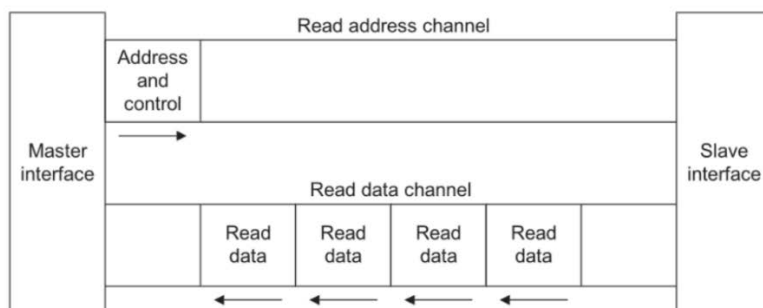 Read address channel
Address
and
control
Master
interface
Slave
interface
Read data channel
Read
data
Read
data
Read
data
Read
data